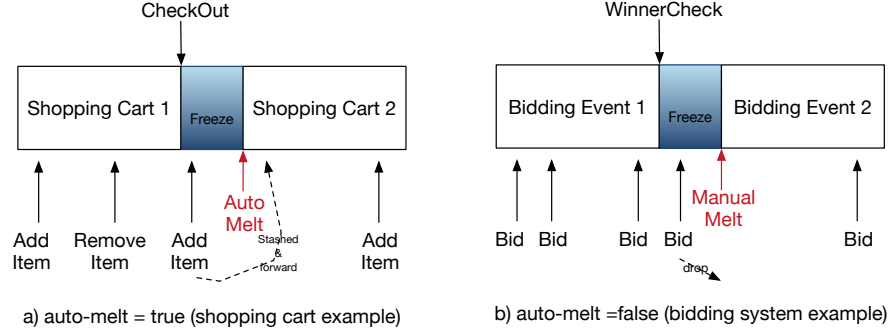 CheckOut
Shopping Cart 1
Freeze
Shopping Cart 2
Add
Item
Remove
Item
Add
Item
Auto
Melt
Stashed
&
forward
Add
Item
a) auto-melt = true (shopping cart example)
WinnerCheck
Bidding Event 1
Freeze
Bidding Event 2
Bid
Bid
Bid
Bid
Manual
Melt
drop
Bid
b) auto-melt =false (bidding system example)